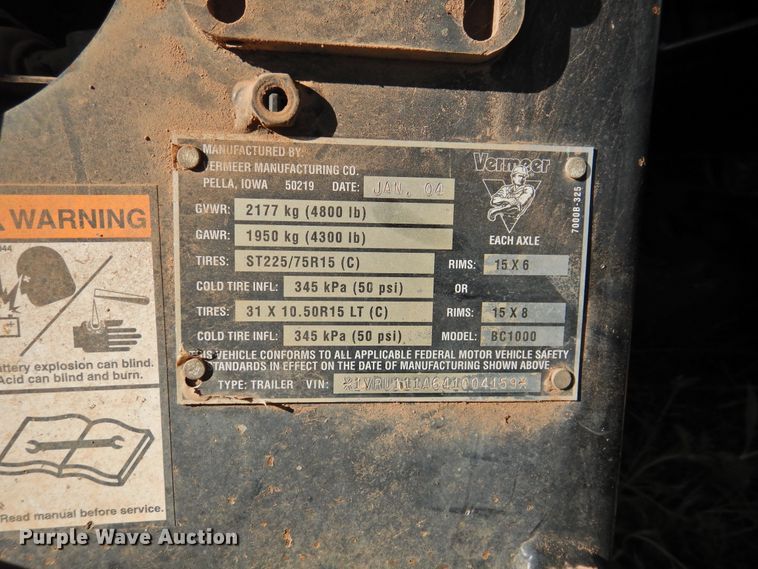 MANUFACTURED BY:
VERMEER MANUFACTURING CO.
PELLA, IOWA 50219 DATE: JAN. 04
Vermeer
70008-325
GVWR: 2177 kg (4800 lb)
GAWR: 1950 kg (4300 lb) EACH AXLE
TIRES: ST225/75R15 (C) RIMS: 15 X 6
COLD TIRE INFL: 345 kPa (50 psi) OR
TIRES: 31 X 10.50R15 LT (C) RIMS: 15 X 8
COLD TIRE INFL: 345 kPa (50 psi) MODEL: BC1000
THIS VEHICLE CONFORMS TO ALL APPLICABLE FEDERAL MOTOR VEHICLE SAFETY
STANDARDS IN EFFECT ON THE DATE OF MANUFACTURE SHOWN ABOVE
TYPE: TRAILER VIN: *1VRU111A641004159*
WARNING
attery explosion can blind.
Acid can blind and burn.
Read manual before service.
Purple Wave Auction